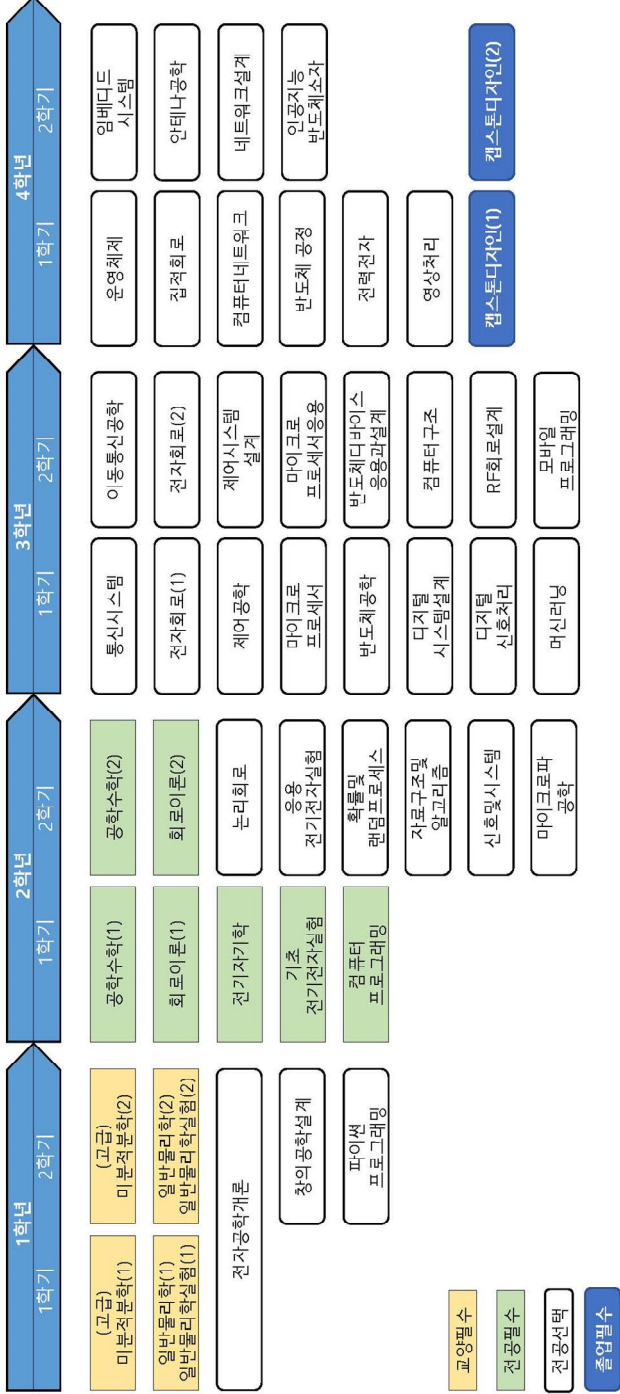 1학년
1학기
2학기
2학년
1학기
2학기
3학년
1학기
2학기
4학년
1학기
2학기
(고급)
미분적분학(1)
일반물리학(1)
일반물리학실험(1)
(고급)
미분적분학(2)
일반물리학(2)
일반물리학실험(2)
전자공학개론
창의공학설계
파이썬
프로그래밍
공학수학(1)
회로이론(1)
전기자기학
기초
전기전자실험
컴퓨터
프로그래밍
공학수학(2)
회로이론(2)
논리회로
응용
전기전자실험
확률및
랜덤프로세스
자료구조및
알고리즘
신호및시스템
마이크로파
공학
통신시스템
전자회로(1)
제어공학
마이크로
프로세서
반도체공학
디지털
시스템설계
디지털
신호처리
머신러닝
이동통신공학
전자회로(2)
제어시스템
설계
마이크로
프로세서응용
반도체디바이스
응용과설계
컴퓨터구조
RF회로설계
모바일
프로그래밍
운영체제
집적회로
컴퓨터네트워크
반도체 공정
전력전자
영상처리
캡스톤디자인(1)
임베디드
시스템
안테나공학
네트워크설계
인공지능
반도체소자
캡스톤디자인(2)
교양필수
전공필수
전공선택
졸업필수